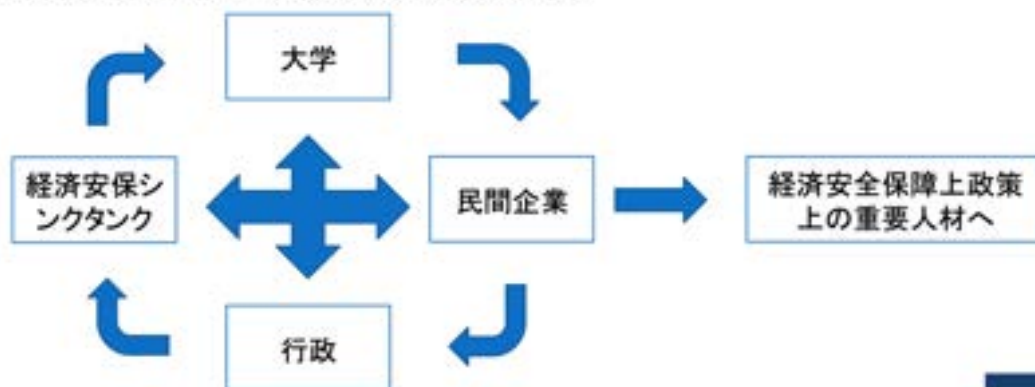 大学
経済安保シ
ンクタンク
民間企業
経済安全保障上政策
上の重要人材へ
行政